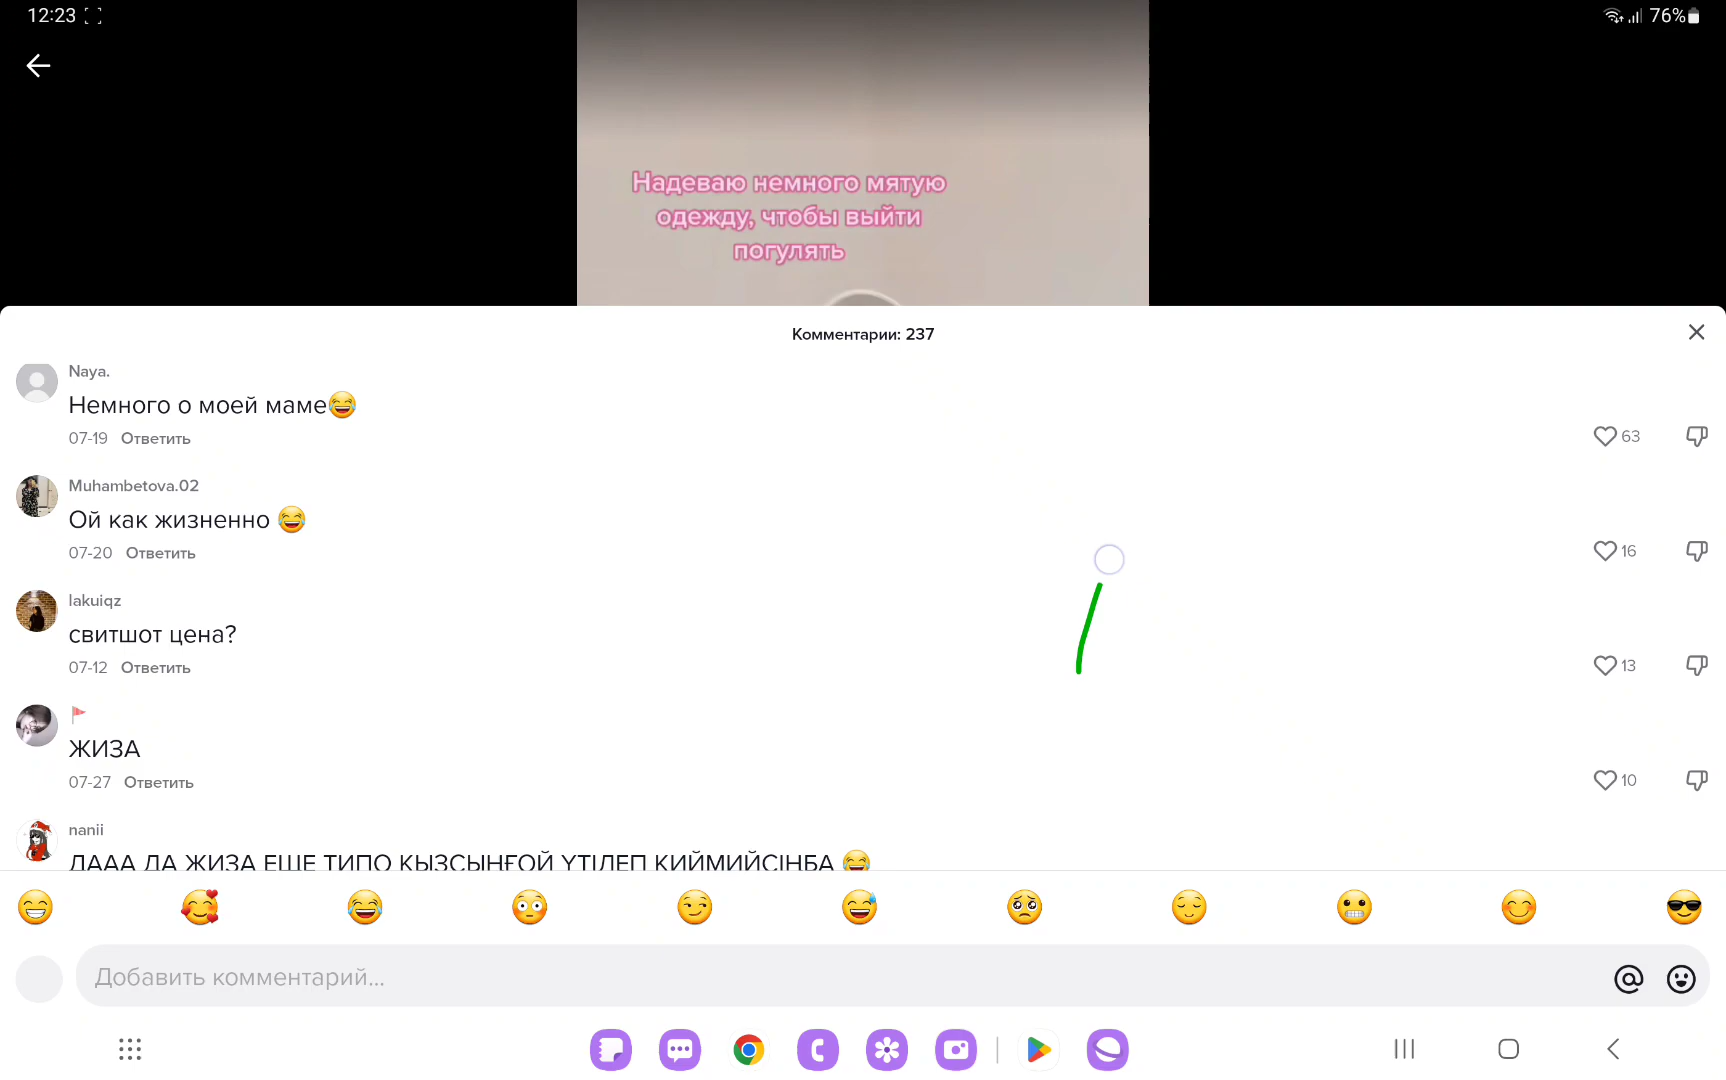 12:23
76%
Надеваю немного мятую
одежду, чтобы выйти
погулять
Комментарии: 237
Naya.
Немного о моей маме😂
07-19 Ответить
63
Muhambetova.02
Ой как жизненно 😂
07-20 Ответить
16
lakuiqz
свитшот цена?
07-12 Ответить
13
🚩
ЖИЗА
07-27 Ответить
10
nanii
ДААА ДА ЖИЗА ЕЩЕ ТИПО КЫЗСЫҢҒОЙ ҮТІЛЕП КИЙМИЙСІҢБА 😂
Добавить комментарий...